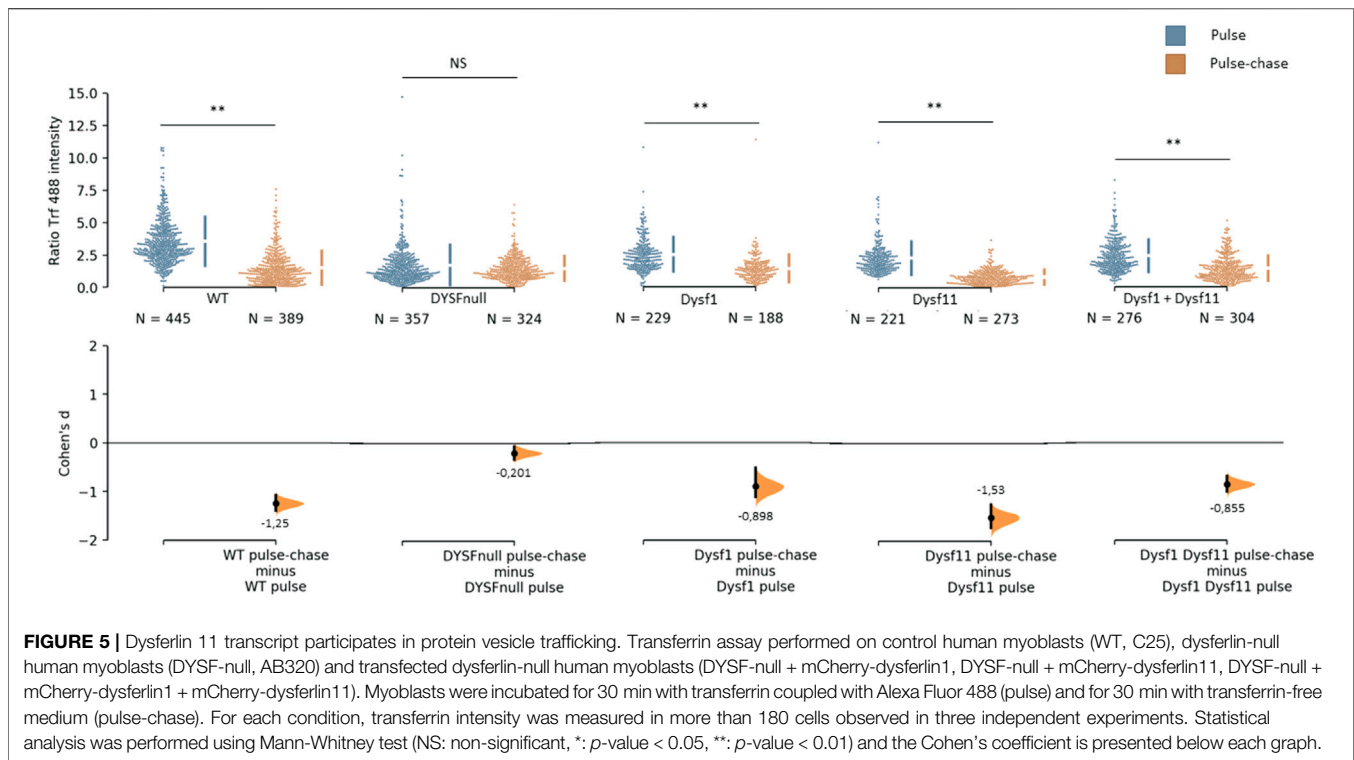 Pulse
Pulse-chase
NS
** ** ** **
Ratio Trf 488 intensity
15.0
12.5
10.0
7.5
5.0
2.5
0.0
WT DYSFnull Dysf1 Dysf11 Dysf1 + Dysf11
N = 445 N = 389 N = 357 N = 324 N = 229 N = 188 N = 221 N = 273 N = 276 N = 304
Cohen's d
2
1
0
−1
−2
-1,25
-0,201
-0,898
-1,53
-0,855
WT pulse-chase
minus
WT pulse
DYSFnull pulse-chase
minus
DYSFnull pulse
Dysf1 pulse-chase
minus
Dysf1 pulse
Dysf11 pulse-chase
minus
Dysf11 pulse
Dysf1 Dysf11 pulse-chase
minus
Dysf1 Dysf11 pulse
FIGURE 5 | Dysferlin 11 transcript participates in protein vesicle trafficking. Transferrin assay performed on control human myoblasts (WT, C25), dysferlin-null
human myoblasts (DYSF-null, AB320) and transfected dysferlin-null human myoblasts (DYSF-null + mCherry-dysferlin1, DYSF-null + mCherry-dysferlin11, DYSF-null +
mCherry-dysferlin1 + mCherry-dysferlin11). Myoblasts were incubated for 30 min with transferrin coupled with Alexa Fluor 488 (pulse) and for 30 min with transferrin-free
medium (pulse-chase). For each condition, transferrin intensity was measured in more than 180 cells observed in three independent experiments. Statistical
analysis was performed using Mann-Whitney test (NS: non-significant, *: p-value < 0.05, **: p-value < 0.01) and the Cohen's coefficient is presented below each graph.